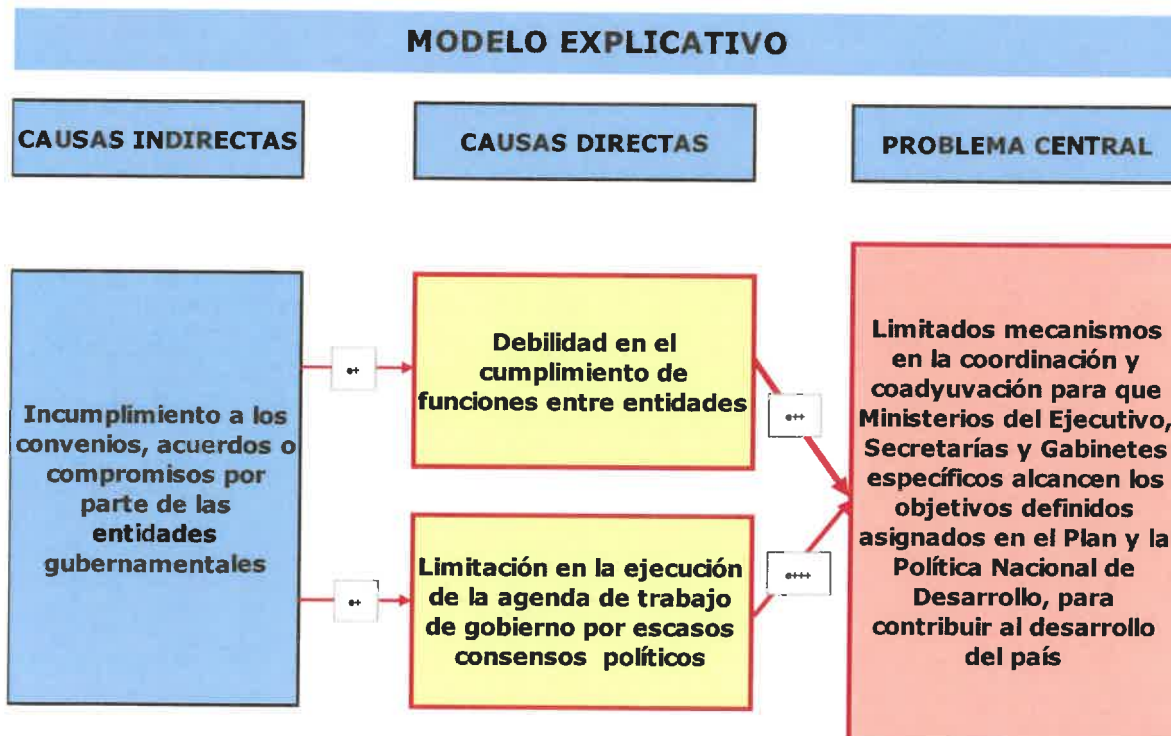 MODELO EXPLICATIVO
CAUSAS INDIRECTAS
CAUSAS DIRECTAS
PROBLEMA CENTRAL
Incumplimiento a los
convenios, acuerdos o
compromisos por
parte de las
entidades
gubernamentales
e+
e+
Debilidad en el
cumplimiento de
funciones entre entidades
Limitación en la ejecución
de la agenda de trabajo
de gobierno por escasos
consensos políticos
e++
e+++
Limitados mecanismos
en la coordinación y
coadyuvación para que
Ministerios del Ejecutivo,
Secretarías y Gabinetes
específicos alcancen los
objetivos definidos
asignados en el Plan y la
Política Nacional de
Desarrollo, para
contribuir al desarrollo
del país